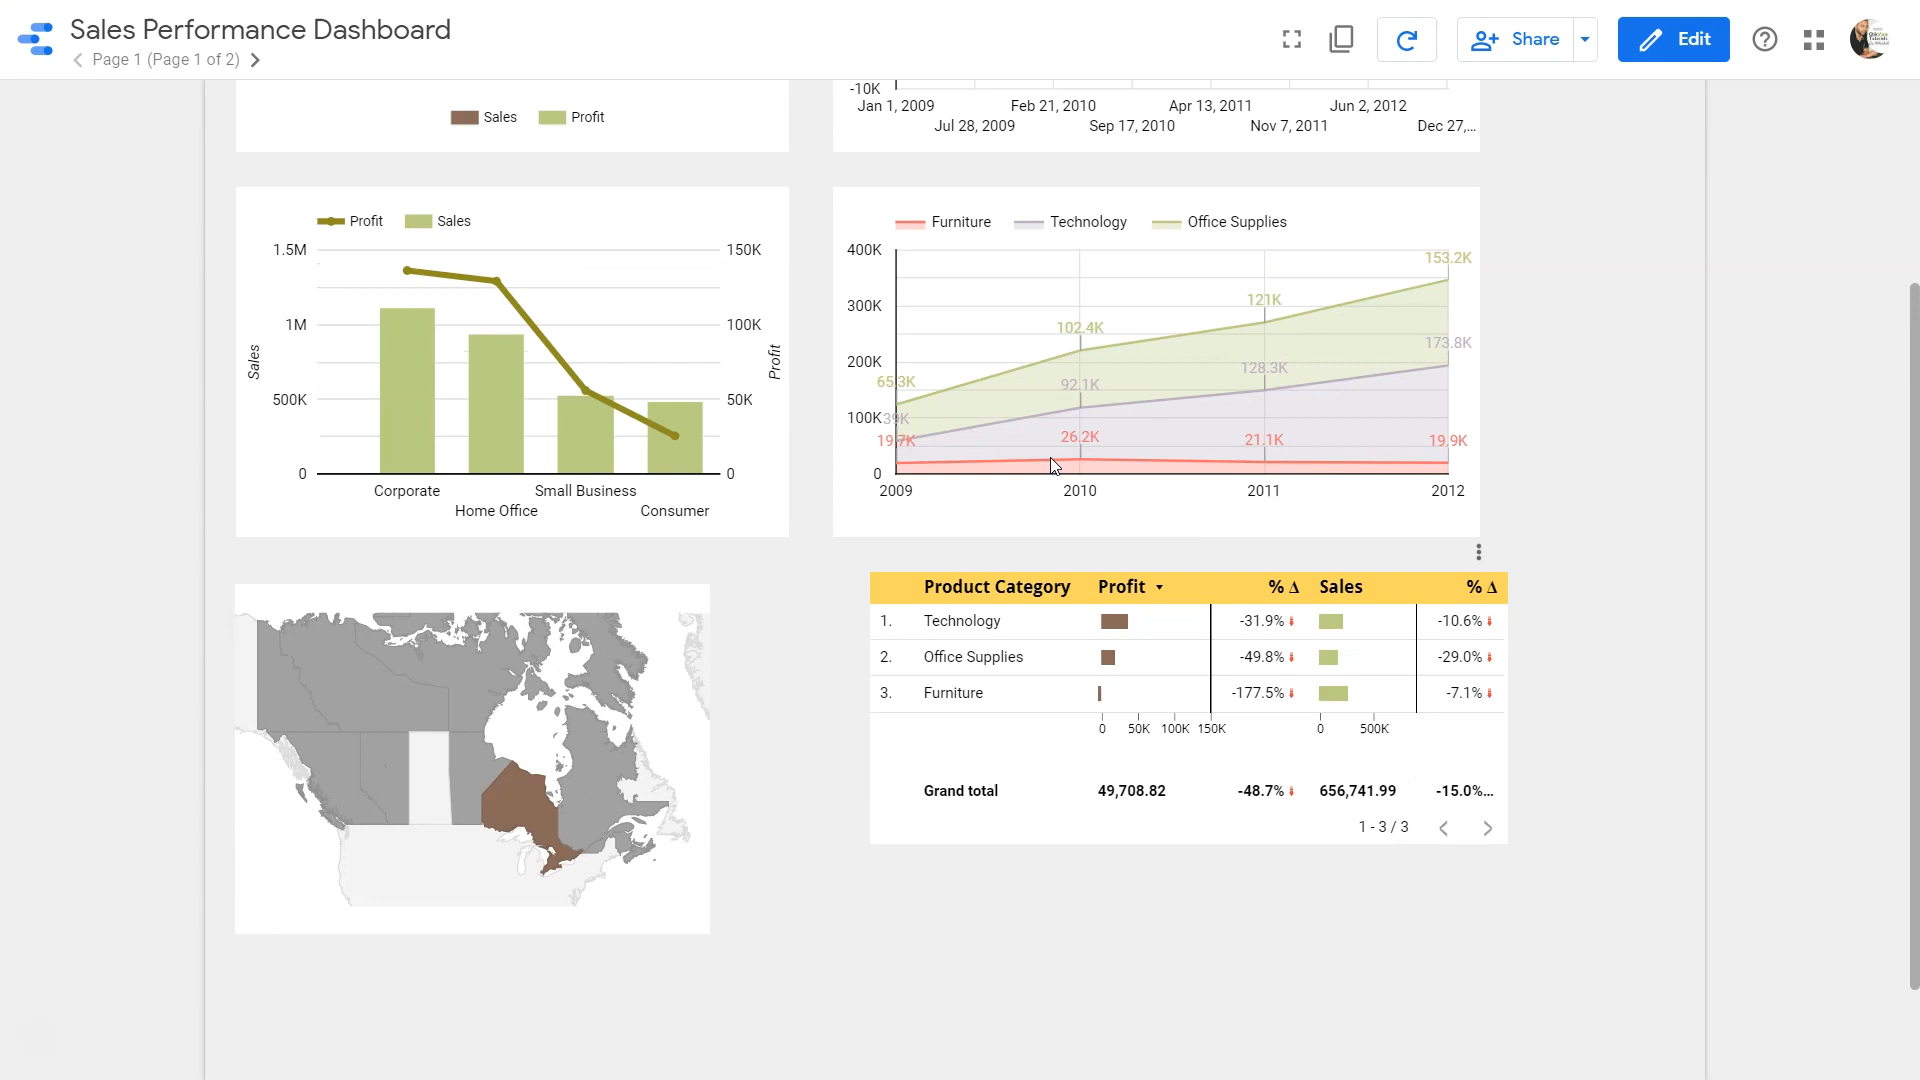 Sales Performance Dashboard
Page 1 (Page 1 of 2)
Share
Edit
Sales Profit
-10K
Jan 1, 2009 Feb 21, 2010 Apr 13, 2011 Jun 2, 2012
Jul 28, 2009 Sep 17, 2010 Nov 7, 2011 Dec 27,...
Profit Sales
1.5M 150K
1M 100K
500K 50K
0 0
Sales
Profit
Corporate Small Business
Home Office Consumer
Furniture Technology Office Supplies
400K
300K
200K
100K
0
65.3K 102.4K 121K 153.2K
39K 92.1K 128.3K 173.8K
19.7K 26.2K 21.1K 19.9K
2009 2010 2011 2012
Product Category Profit % Δ Sales % Δ
1. Technology -31.9% -10.6%
2. Office Supplies -49.8% -29.0%
3. Furniture -177.5% -7.1%
0 50K 100K 150K 0 500K
Grand total 49,708.82 -48.7% 656,741.99 -15.0%...
1 - 3 / 3